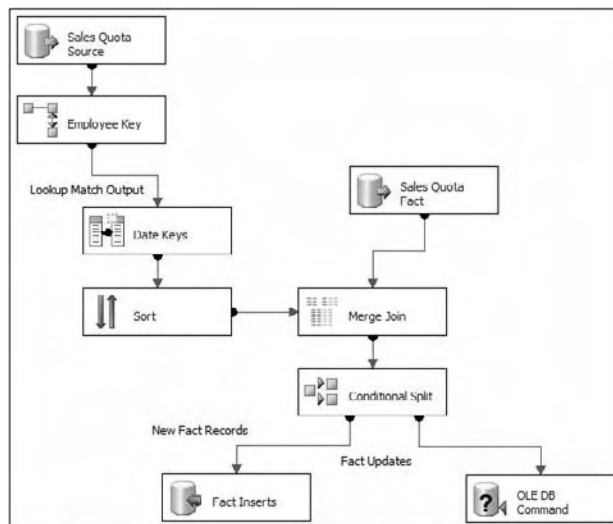 Sales Quota
Source
Employee Key
Lookup Match Output
Sales Quota
Fact
Date Keys
Sort
Merge Join
Conditional Split
New Fact Records
Fact Updates
Fact Inserts
OLE DB
Command